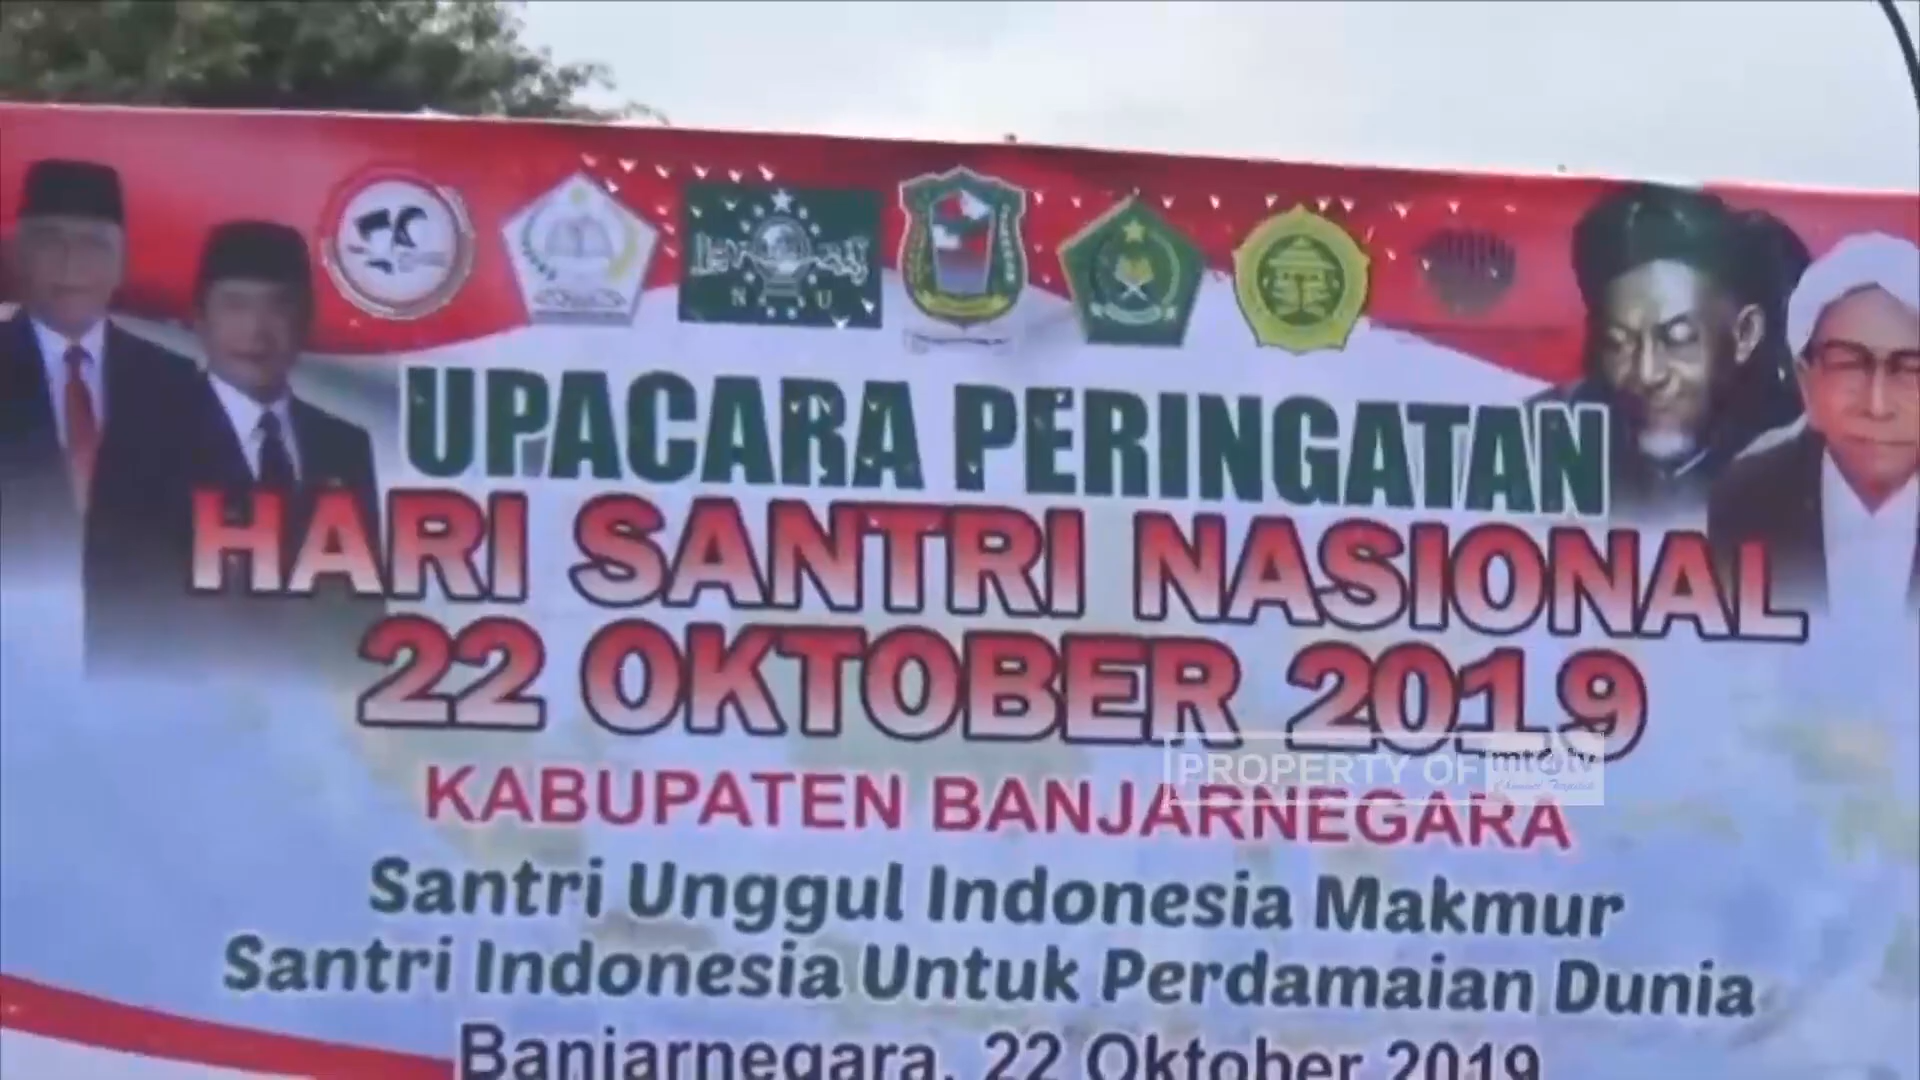 N U
UPACARA PERINGATAN
HARI SANTRI NASIONAL
22 OKTOBER 2019
PROPERTY OF mttv
KABUPATEN BANJARNEGARA
Santri Unggul Indonesia Makmur
Santri Indonesia Untuk Perdamaian Dunia
Banjarnegara, 22 Oktober 2019